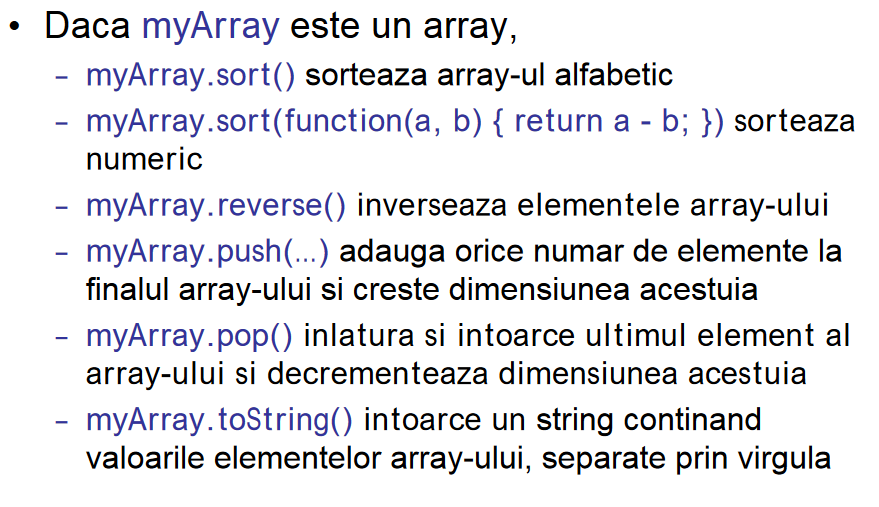 • Daca myArray este un array,
– myArray.sort() sorteaza array-ul alfabetic
– myArray.sort(function(a, b) { return a - b; }) sorteaza
numeric
– myArray.reverse() inverseaza elementele array-ului
– myArray.push(...) adauga orice numar de elemente la
finalul array-ului si creste dimensiunea acestuia
– myArray.pop() inlatura si intoarce ultimul element al
array-ului si decrementeaza dimensiunea acestuia
– myArray.toString() intoarce un string continand
valoarile elementelor array-ului, separate prin virgula